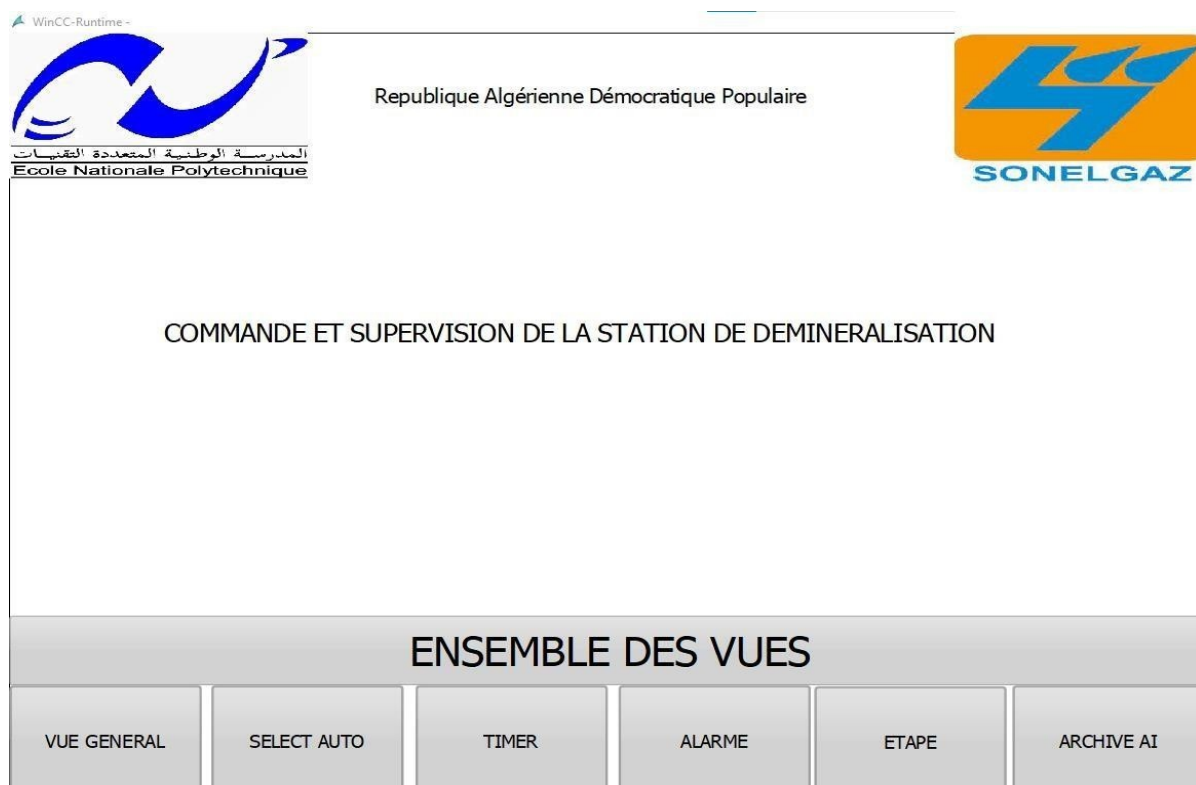 WinCC-Runtime -
Republique Algérienne Démocratique Populaire
المدرسة الوطنية المتعددة التقنيات
Ecole Nationale Polytechnique
SONELGAZ
COMMANDE ET SUPERVISION DE LA STATION DE DEMINERALISATION
ENSEMBLE DES VUES
VUE GENERAL
SELECT AUTO
TIMER
ALARME
ETAPE
ARCHIVE AI